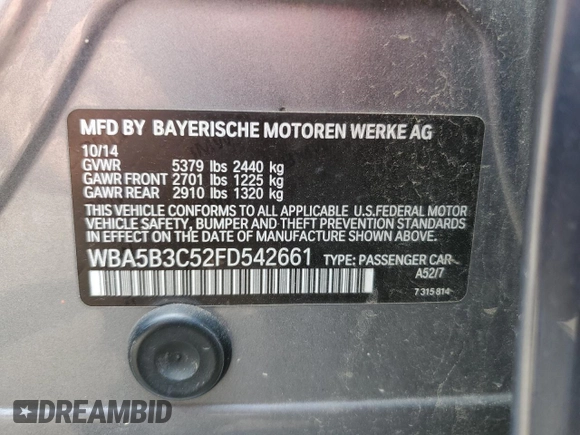 MFD BY BAYERISCHE MOTOREN WERKE AG
10/14
GVWR 5379 lbs 2440 kg
GAWR FRONT 2701 lbs 1225 kg
GAWR REAR 2910 lbs 1320 kg
THIS VEHICLE CONFORMS TO ALL APPLICABLE U.S.FEDERAL MOTOR
VEHICLE SAFETY, BUMPER AND THEFT PREVENTION STANDARDS
IN EFFECT ON THE DATE OF MANUFACTURE SHOWN ABOVE.
WBA5B3C52FD542661 TYPE: PASSENGER CAR
A52/7
7 315 814
DREAMBID